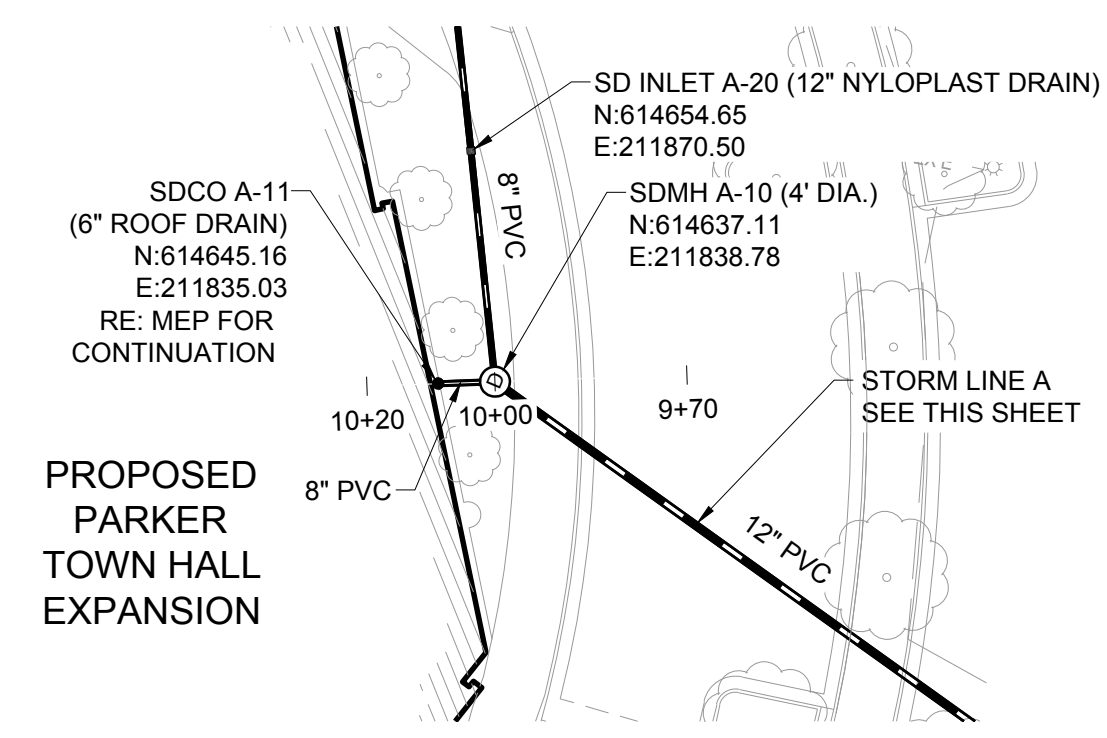 SD INLET A-20 (12" NYLOPLAST DRAIN)
N:614654.65
E:211870.50
SDCO A-11
(6" ROOF DRAIN)
N:614645.16
E:211835.03
RE: MEP FOR
CONTINUATION
8" PVC
SDMH A-10 (4' DIA.)
N:614637.11
E:211838.78
D
10+20
10+00
9+70
STORM LINE A
SEE THIS SHEET
8" PVC
12" PVC
PROPOSED
PARKER
TOWN HALL
EXPANSION